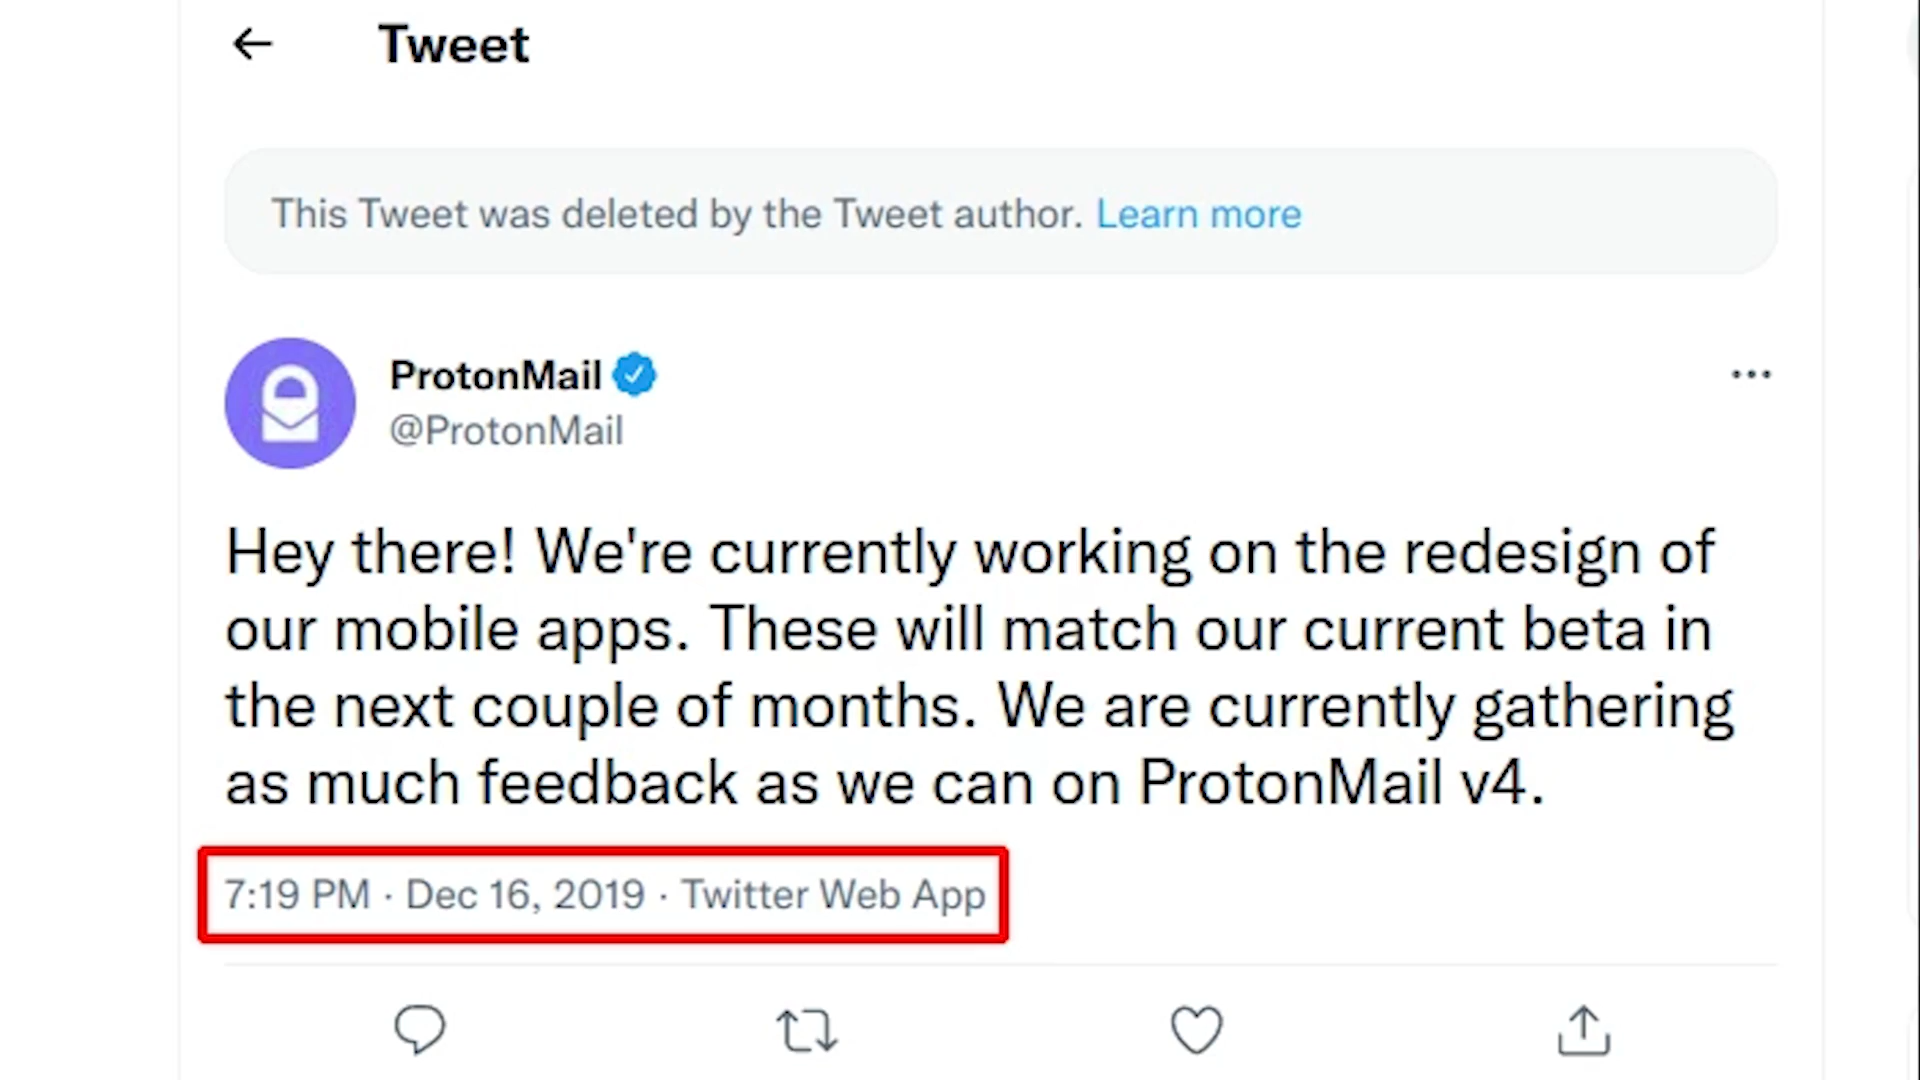 Tweet
This Tweet was deleted by the Tweet author. Learn more
ProtonMail
@ProtonMail
Hey there! We're currently working on the redesign of
our mobile apps. These will match our current beta in
the next couple of months. We are currently gathering
as much feedback as we can on ProtonMail v4.
7:19 PM · Dec 16, 2019 · Twitter Web App